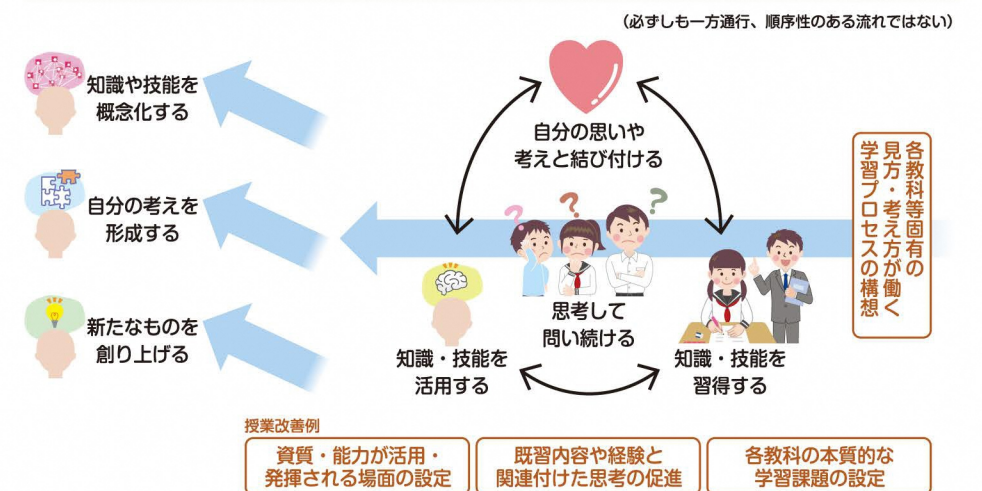 （必ずしも一方通行、順序性のある流れではない）
知識や技能を
概念化する
自分の思いや
考えと結び付ける
各教科等固有の
見方・考え方が働く
学習プロセスの構想
自分の考えを
形成する
?
?
?
思考して
問い続ける
新たなものを
創り上げる
知識・技能を
活用する
知識・技能を
習得する
授業改善例
資質・能力が活用・
発揮される場面の設定
既習内容や経験と
関連付けた思考の促進
各教科の本質的な
学習課題の設定